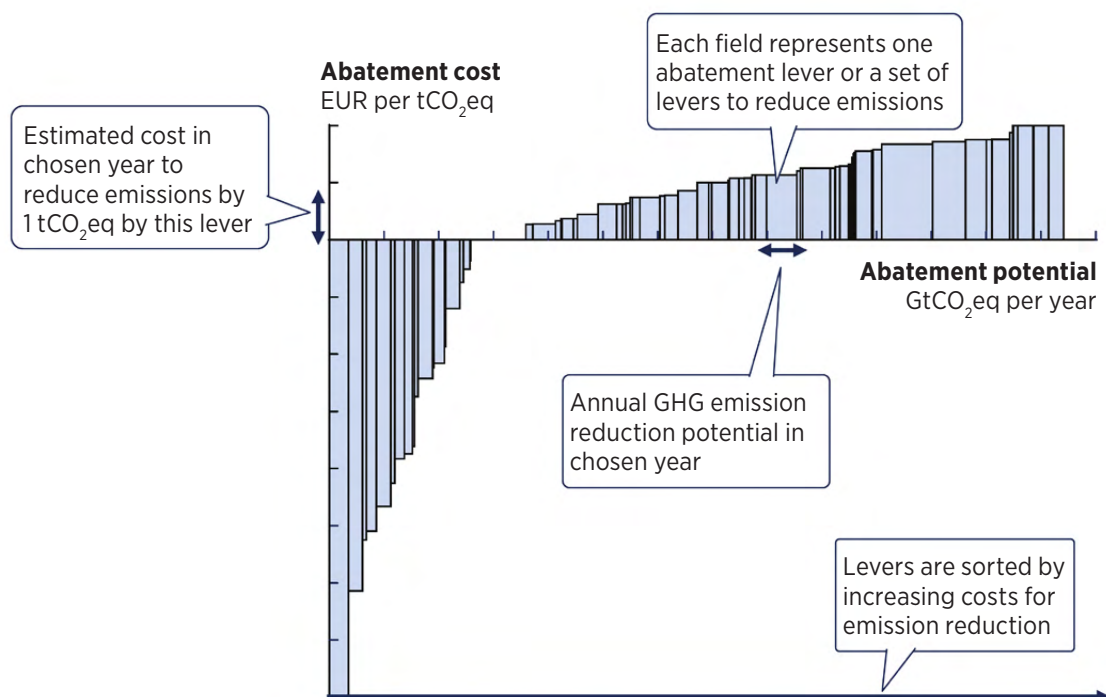 Abatement cost
EUR per tCO₂eq
Each field represents one
abatement lever or a set of
levers to reduce emissions
Estimated cost in
chosen year to
reduce emissions by
1 tCO₂eq by this lever
Abatement potential
GtCO₂eq per year
Annual GHG emission
reduction potential in
chosen year
Levers are sorted by
increasing costs for
emission reduction